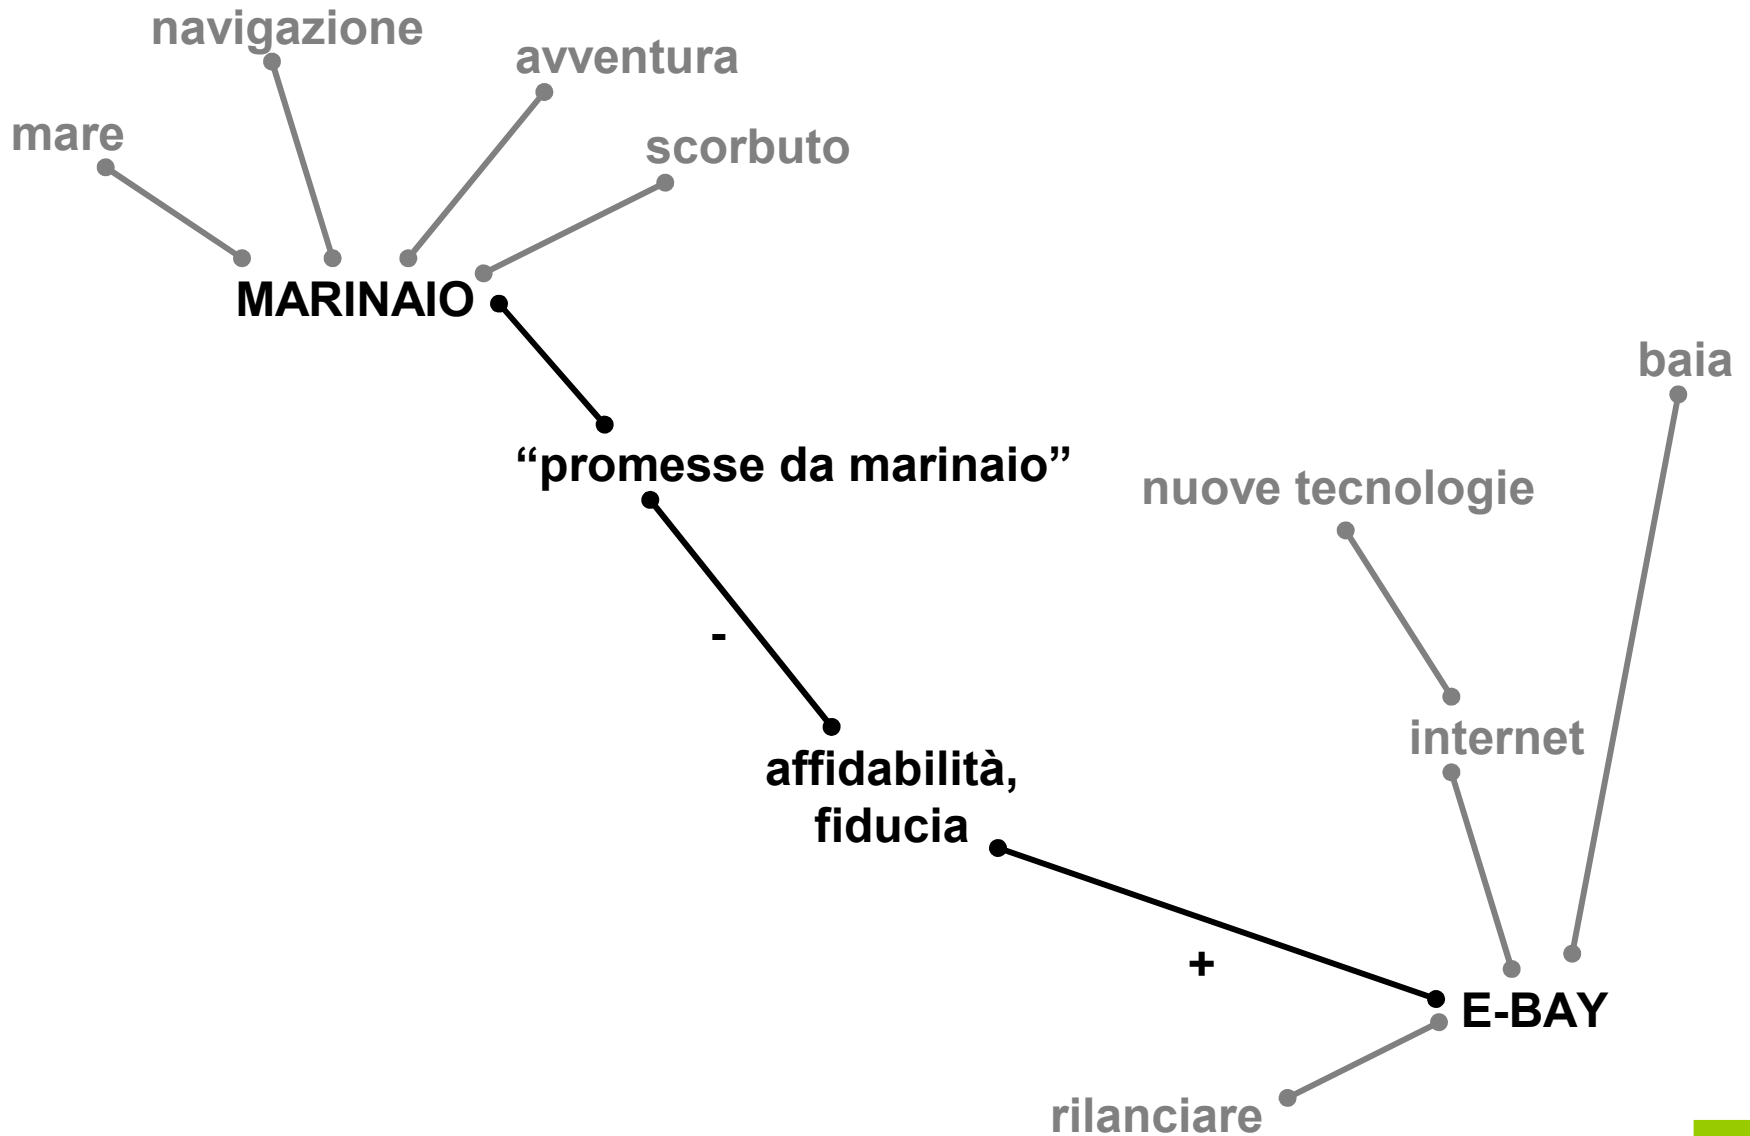 navigazione
avventura
mare
scorbuto
MARINAIO
baia
“promesse da marinaio”
nuove tecnologie
-
internet
affidabilità,
fiducia
+
E-BAY
rilanciare